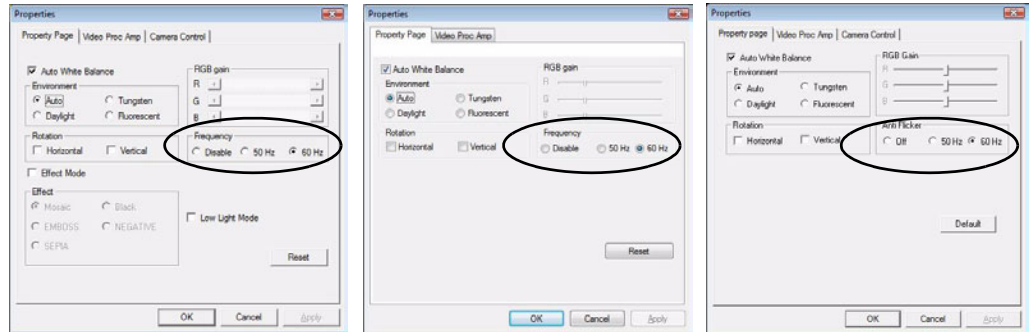 Properties
Property Page Video Proc Amp Camera Control
Auto White Balance
Environment
Auto Tungsten
Daylight Fluorescent
RGB gain
R
G
B
Rotation
Horizontal Vertical
Frequency
Disable 50 Hz 60 Hz
Effect Mode
Effect
Mosaic Black
EMBOSS NEGATIVE
SEPIA
Low Light Mode
Reset
OK Cancel Apply
Properties
Property Page Video Proc Amp
Auto White Balance
Environment
Auto Tungsten
Daylight Fluorescent
RGB gain
R
G
B
Rotation
Horizontal Vertical
Frequency
Disable 50 Hz 60 Hz
Reset
OK Cancel Apply
Properties
Property page Video Proc Amp Camera Control
Auto White Balance
Environment
Auto Tungsten
Daylight Fluorescent
RGB Gain
R
G
B
Rotation
Horizontal Vertical
Anti Flicker
Off 50 Hz 60 Hz
Default
OK Cancel Apply